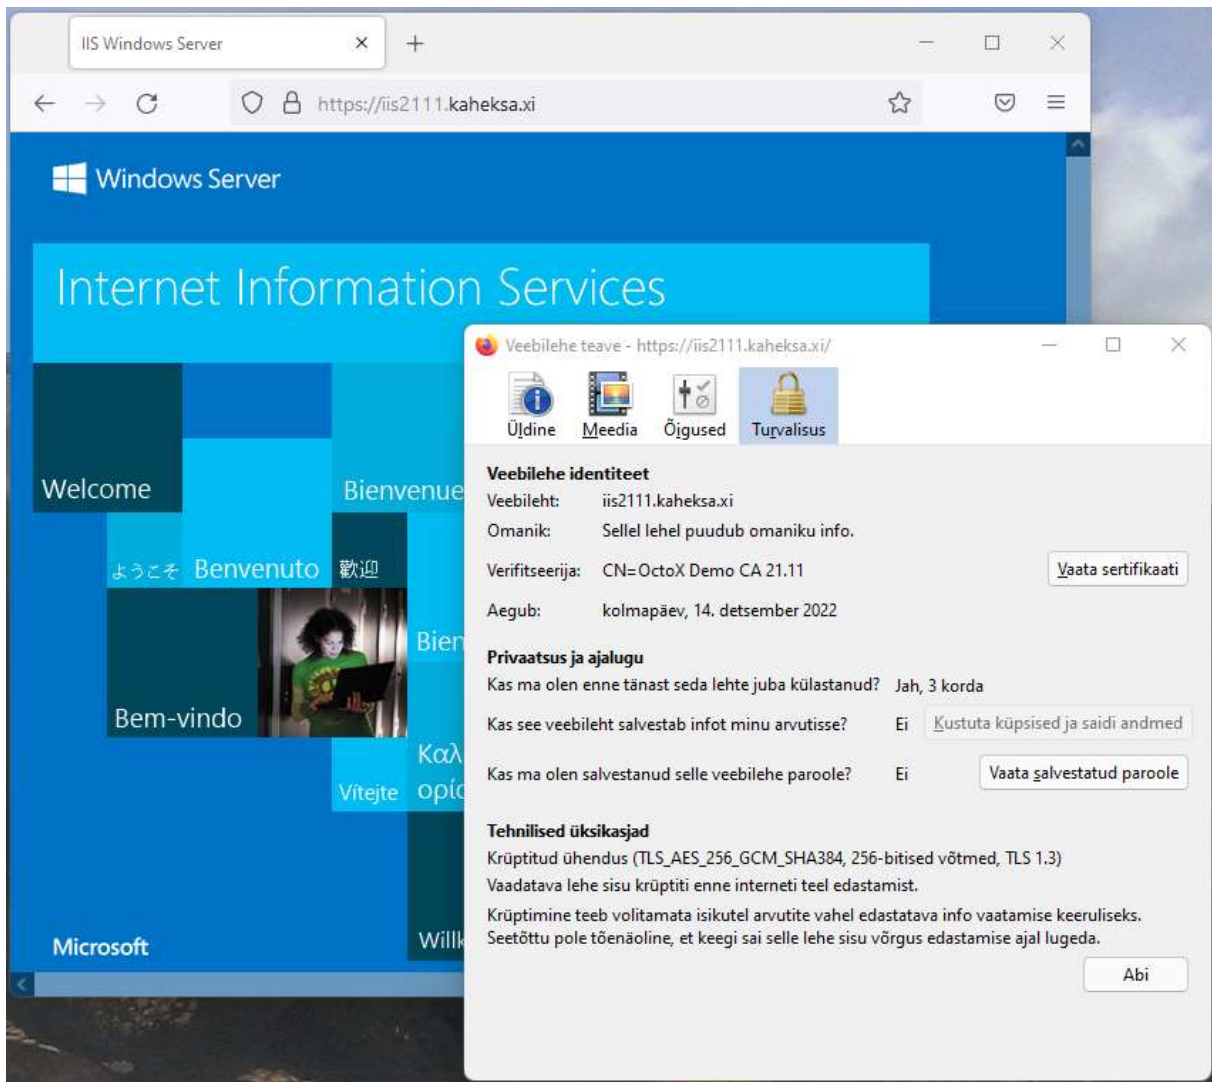 IIS Windows Server
https://iis2111.kaheksa.xi
Windows Server
Internet Information Services
Welcome
Bienvenue
ようこそ
Benvenuto
歡迎
Bien
Bem-vindo
Καλ
ορίσ
Vítejte
Willk
Microsoft
Veebilehe teave - https://iis2111.kaheksa.xi/
Üldine Meedia Õigused Turvalisus
Veebilehe identiteet
Veebileht: iis2111.kaheksa.xi
Omanik: Sellel lehel puudub omaniku info.
Verifitseerija: CN=OctoX Demo CA 21.11 Vaata sertifikaati
Aegub: kolmapäev, 14. detsember 2022
Privaatsus ja ajalugu
Kas ma olen enne tänast seda lehte juba külastanud? Jah, 3 korda
Kas see veebileht salvestab infot minu arvutisse? Ei Kustuta küpsised ja saidi andmed
Kas ma olen salvestanud selle veebilehe paroole? Ei Vaata salvestatud paroole
Tehnilised üksikasjad
Krüptitud ühendus (TLS_AES_256_GCM_SHA384, 256-bitised võtmed, TLS 1.3)
Vaadatava lehe sisu krüptiti enne interneti teel edastamist.
Krüptimine teeb volitamata isikutel arvutite vahel edastatava info vaatamise keeruliseks.
Seetõttu pole tõenäoline, et keegi sai selle lehe sisu võrgus edastamise ajal lugeda.
Abi